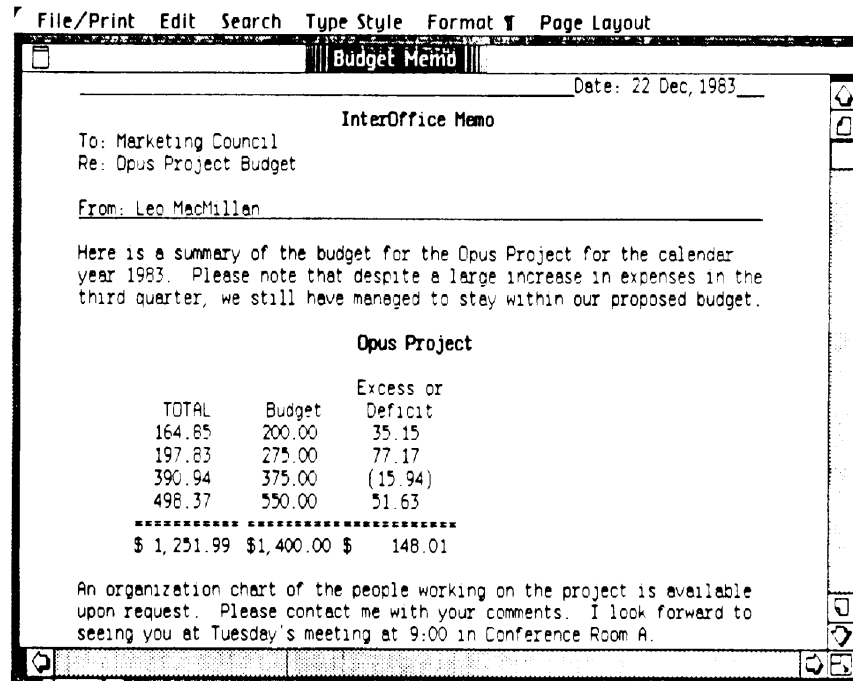 File/Print Edit Search Type Style Format ¶ Page Layout
Budget Memo
Date: 22 Dec, 1983
InterOffice Memo
To: Marketing Council
Re: Opus Project Budget
From: Leo MacMillan
Here is a summary of the budget for the Opus Project for the calendar
year 1983. Please note that despite a large increase in expenses in the
third quarter, we still have managed to stay within our proposed budget.
Opus Project
Excess or
TOTAL Budget Deficit
164.85 200.00 35.15
197.83 275.00 77.17
390.94 375.00 (15.94)
498.37 550.00 51.63
=========== ======================
$ 1,251.99 $1,400.00 $ 148.01
An organization chart of the people working on the project is available
upon request. Please contact me with your comments. I look forward to
seeing you at Tuesday's meeting at 9:00 in Conference Room A.